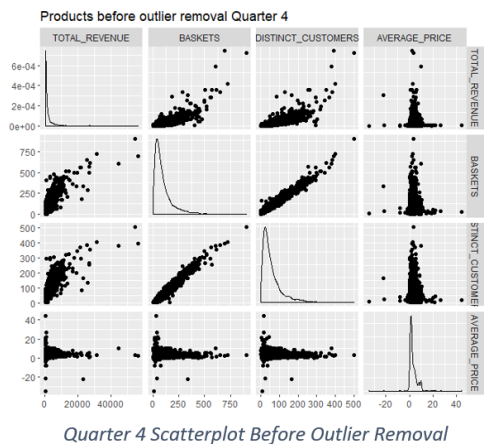 Products before outlier removal Quarter 4
TOTAL_REVENUE BASKETS DISTINCT_CUSTOMERS AVERAGE_PRICE
6e-04
4e-04
2e-04
0e+00
TOTAL_REVENUE
750
500
250
0
BASKETS
500
400
300
200
100
0
STINCT_CUSTOMER
40
20
0
-20
AVERAGE_PRICE
0 20000 40000 0 250 500 750 0 100 200 300 400 500 -20 0 20 40
Quarter 4 Scatterplot Before Outlier Removal